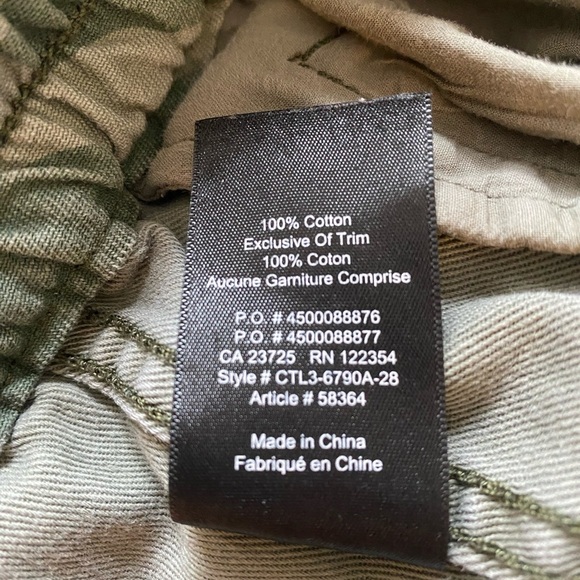 100% Cotton
Exclusive Of Trim
100% Coton
Aucune Garniture Comprise
P.O. # 4500088876
P.O. # 4500088877
CA 23725 RN 122354
Style # CTL3-6790A-28
Article # 58364
Made in China
Fabriqué en Chine